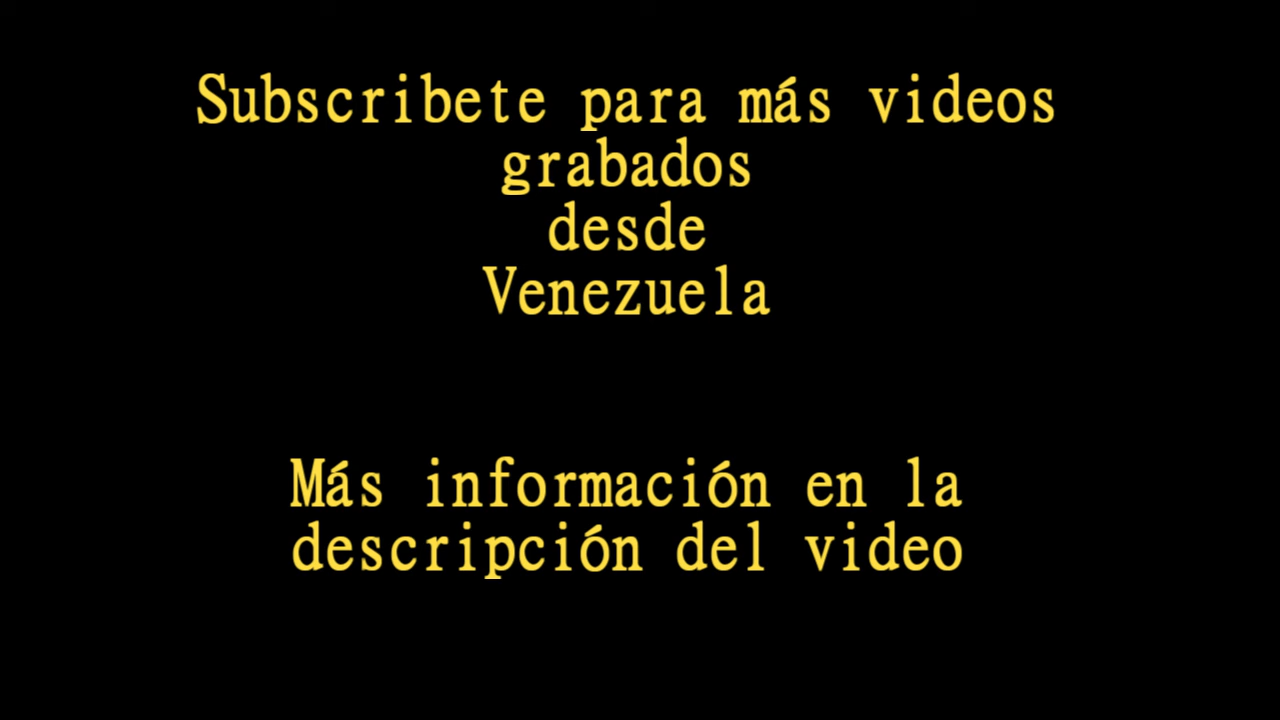 Subscribete para más videos
grabados
desde
Venezuela
Más información en la
descripción del video